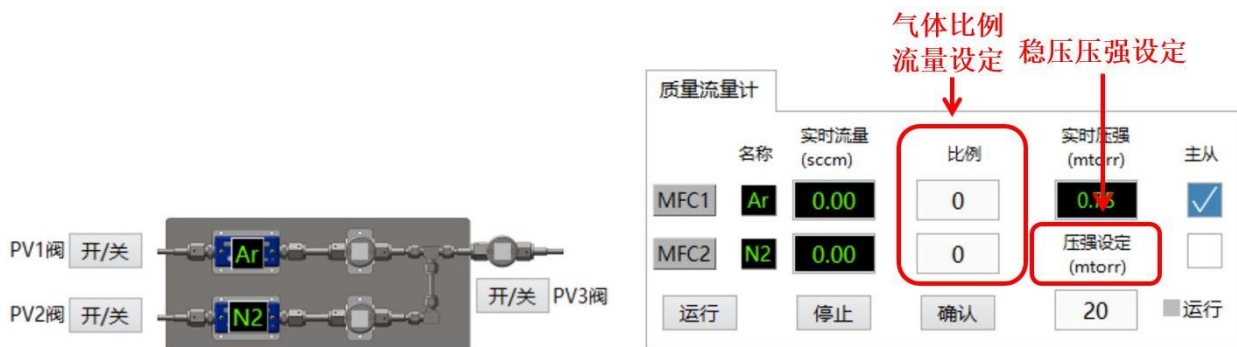 气体比例
流量设定
稳压压强设定
质量流量计
名称
实时流量
(sccm)
比例
实时压强
(mtorr)
主从
MFC1
Ar
0.00
0
MFC2
N2
0.00
0
压强设定
(mtorr)
运行
停止
确认
20
运行
PV1阀
开/关
Ar
PV2阀
开/关
N2
开/关
PV3阀